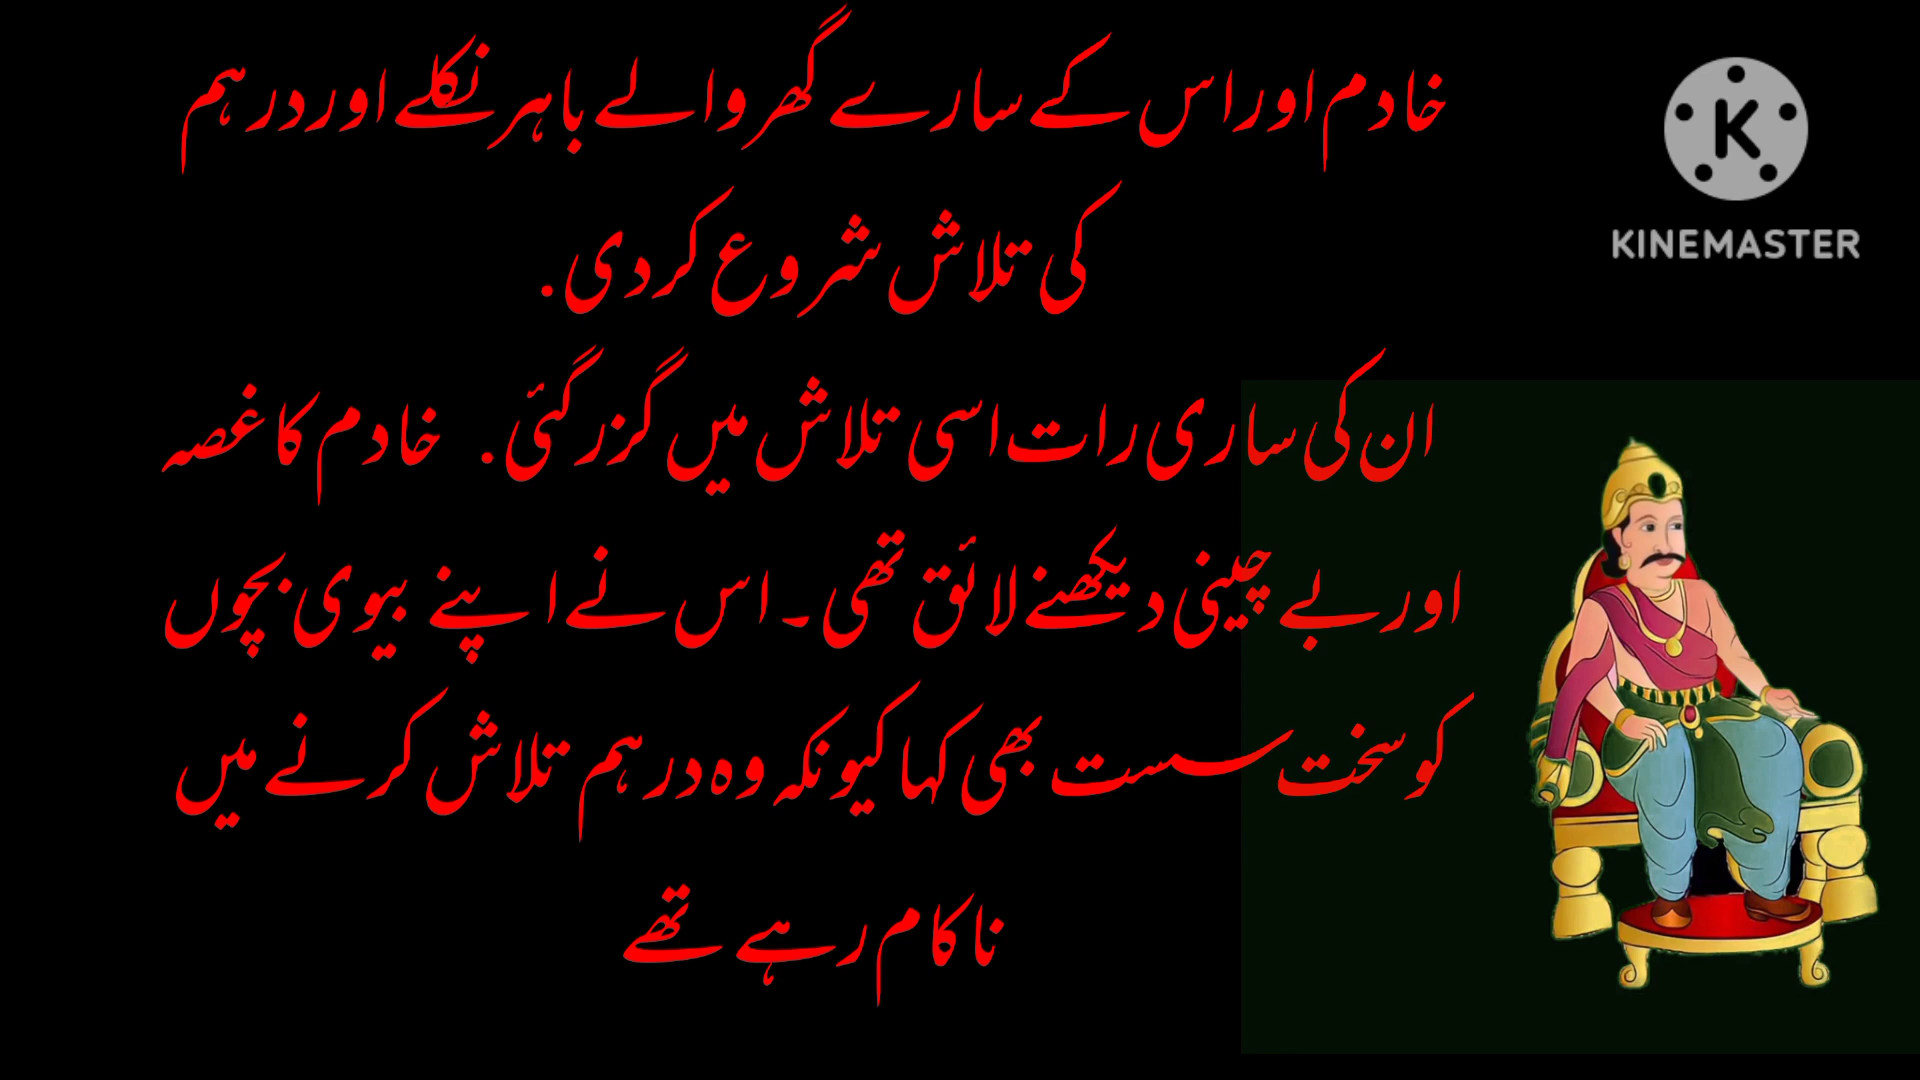 خادم اور اس کے سارے گھر والے باہر نکلے اور درہم
کی تلاش شروع کردی.
ان کی ساری رات اسی تلاش میں گزر گئی. خادم کا غصہ
اور بے چینی دیکھنے لائق تھی۔ اس نے اپنے بیوی بچوں
کو سخت سست بھی کہا کیونکہ وہ درہم تلاش کرنے میں
ناکام رہے تھے
K
KINEMASTER